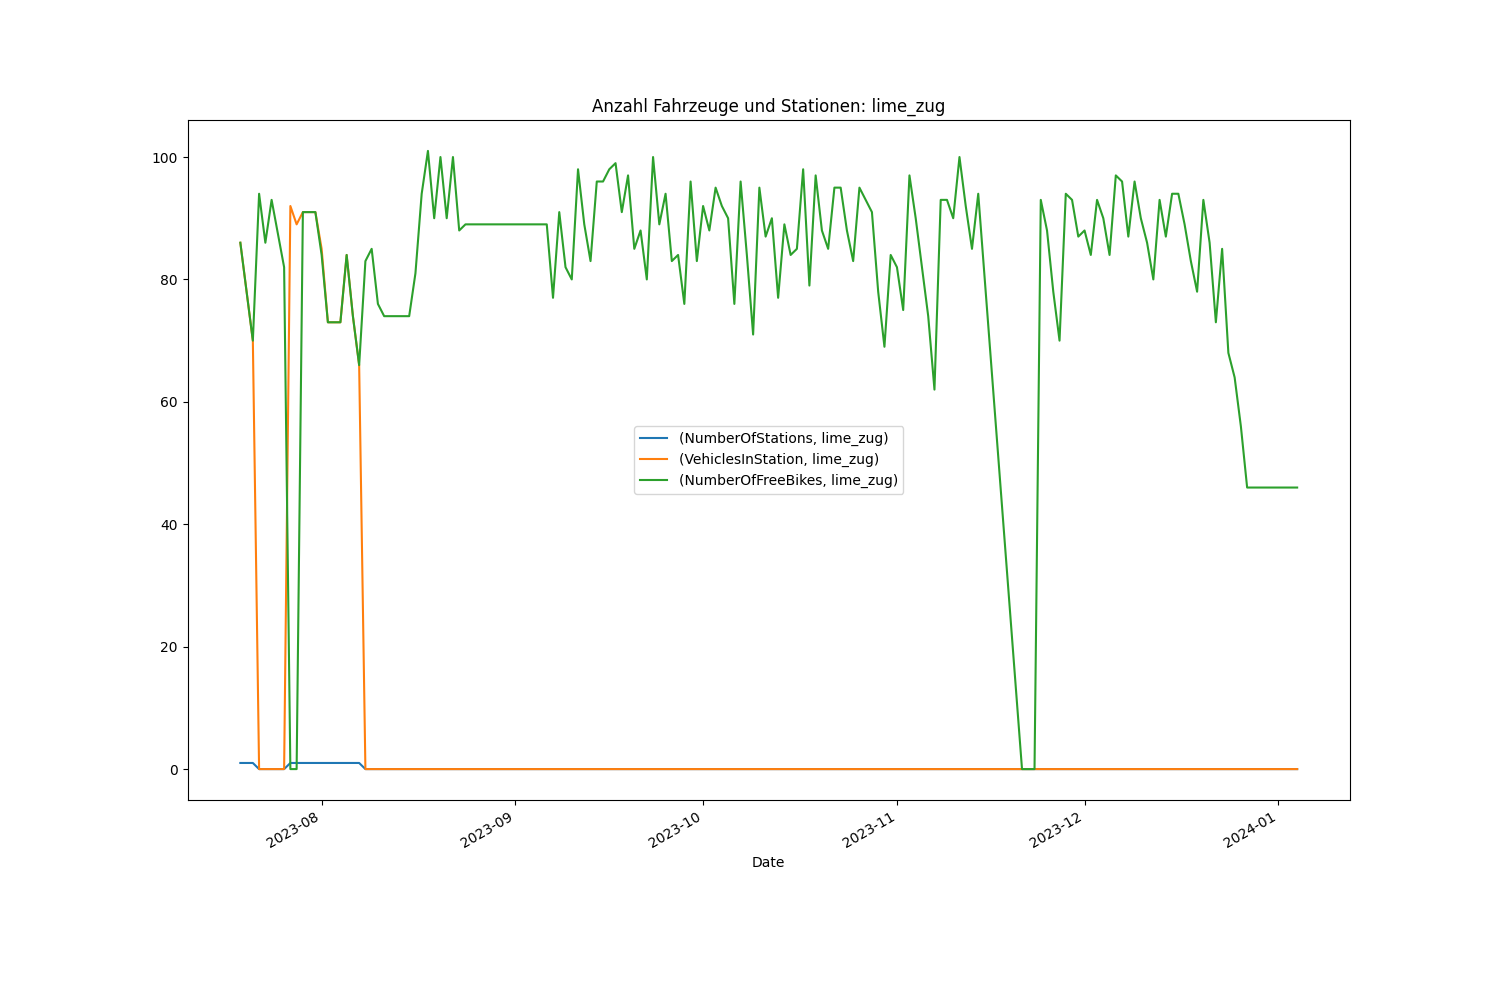 Anzahl Fahrzeuge und Stationen: lime_zug
100
80
60
40
20
0
(NumberOfStations, lime_zug)
(VehiclesInStation, lime_zug)
(NumberOfFreeBikes, lime_zug)
2023-08
2023-09
2023-10
2023-11
2023-12
2024-01
Date